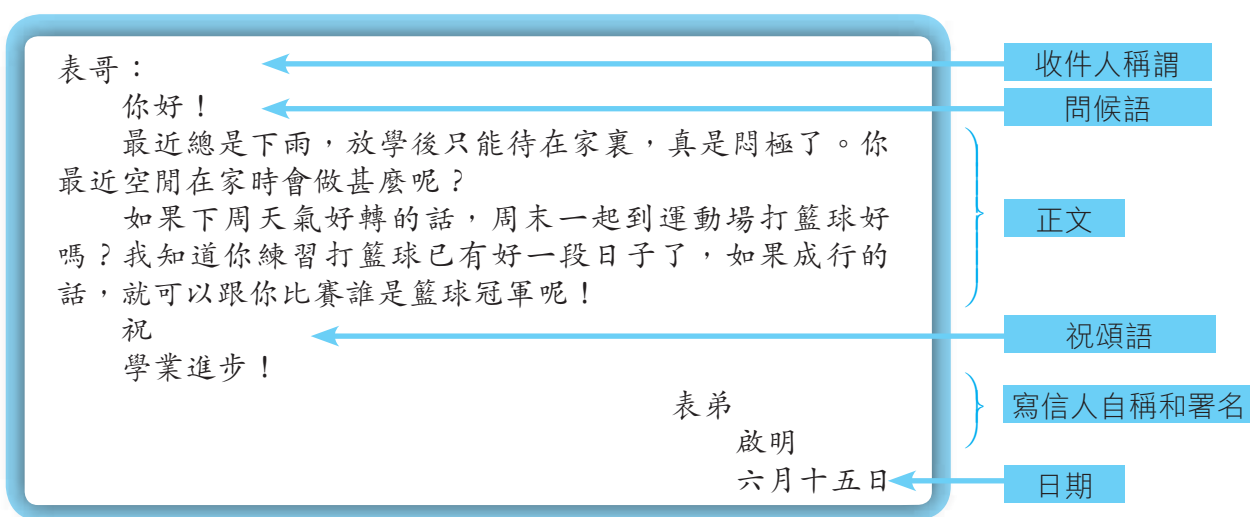 表哥：
收件人稱謂
你好！
問候語
最近總是下雨，放學後只能待在家裏，真是悶極了。你
最近空閒在家時會做甚麼呢？
如果下周天氣好轉的話，周末一起到運動場打籃球好
嗎？我知道你練習打籃球已有好一段日子了，如果成行的
話，就可以跟你比賽誰是籃球冠軍呢！
正文
祝
祝頌語
學業進步！
表弟
啟明
寫信人自稱和署名
六月十五日
日期